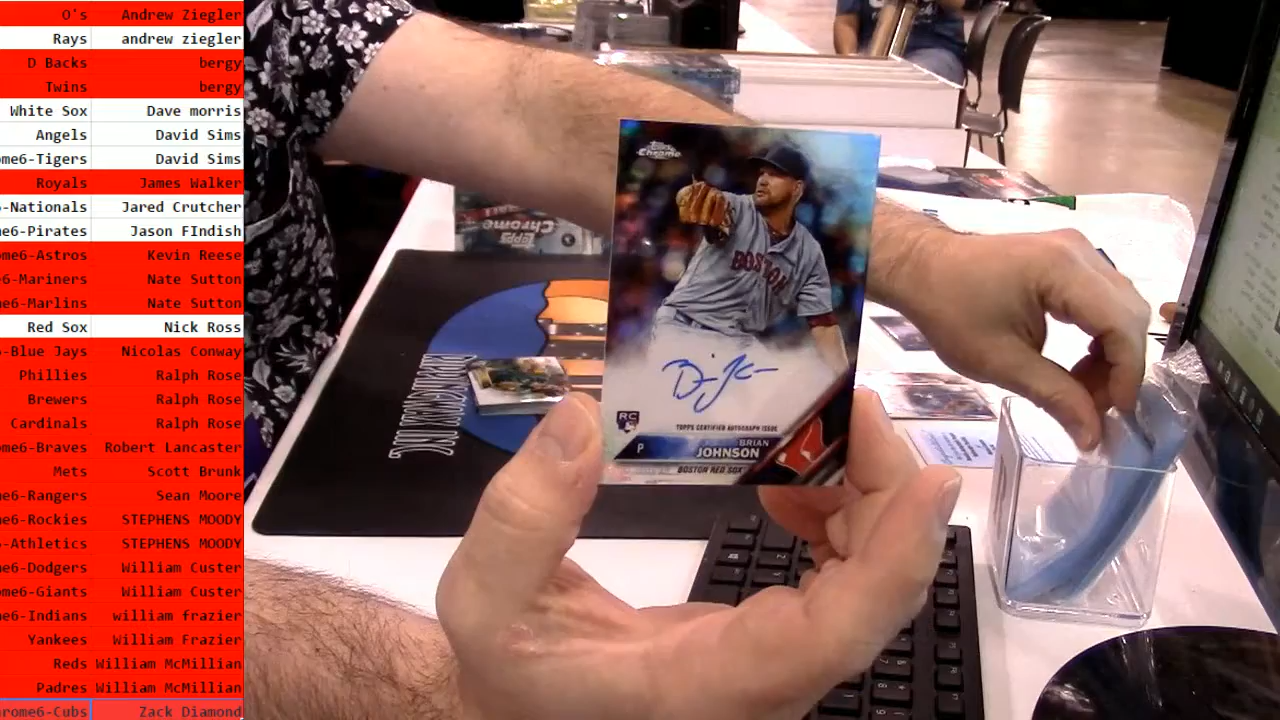 O's Andrew Ziegler
Rays andrew ziegler
D Backs bergy
Twins bergy
White Sox Dave morris
Angels David Sims
ome6-Tigers David Sims
Royals James Walker
-Nationals Jared Crutcher
ome6-Pirates Jason FIndish
ome6-Astros Kevin Reese
e6-Mariners Nate Sutton
me6-Marlins Nate Sutton
Red Sox Nick Ross
-Blue Jays Nicolas Conway
Phillies Ralph Rose
Brewers Ralph Rose
Cardinals Ralph Rose
me6-Braves Robert Lancaster
Mets Scott Brunk
me6-Rangers Sean Moore
me6-Rockies STEPHENS MOODY
-Athletics STEPHENS MOODY
me6-Dodgers William Custer
me6-Giants William Custer
me6-Indians william frazier
Yankees William Frazier
Reds William McMillian
Padres William McMillian
hrome6-Cubs Zack Diamond
Topps
Chrome
BOSTON
RC
TOPPS CERTIFIED AUTOGRAPH ISSUE
P
BRIAN
JOHNSON
BOSTON RED SOX
Topps
Chrome